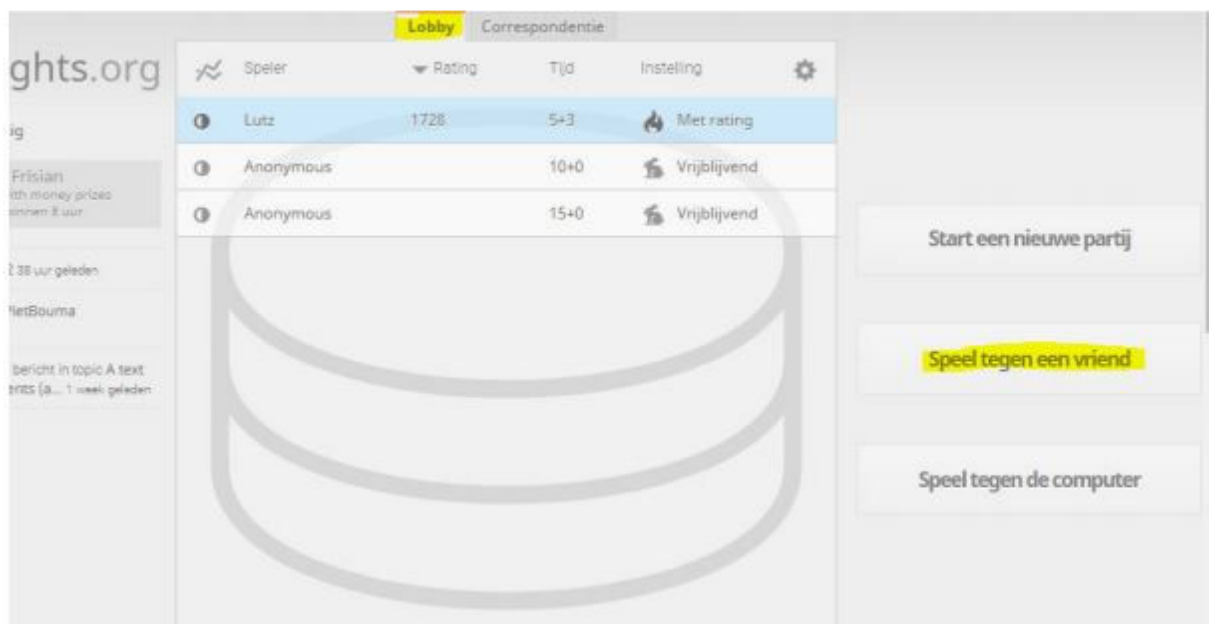 Lobby Correspondentie
ghts.org
Speler Rating Tijd Instelling
Lutz 1728 5+3 Met rating
Anonymous 10+0 Vrijblijvend
Anonymous 15+0 Vrijblijvend
ig
Frisian
ith money prizes
binnen 8 uur
38 uur geleden
PietBouma
bericht in topic A text
ents (a... 1 week geleden
Start een nieuwe partij
Speel tegen een vriend
Speel tegen de computer